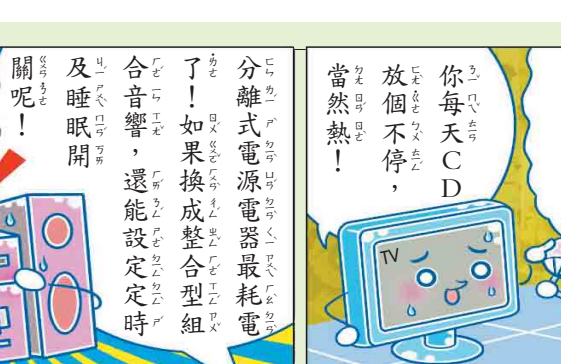 你每天CD
放個不停，
當然熱！
TV
分離式電源電器最耗電
了！如果換成整合型組
合音響，還能設定定時
及睡眠開
關呢！